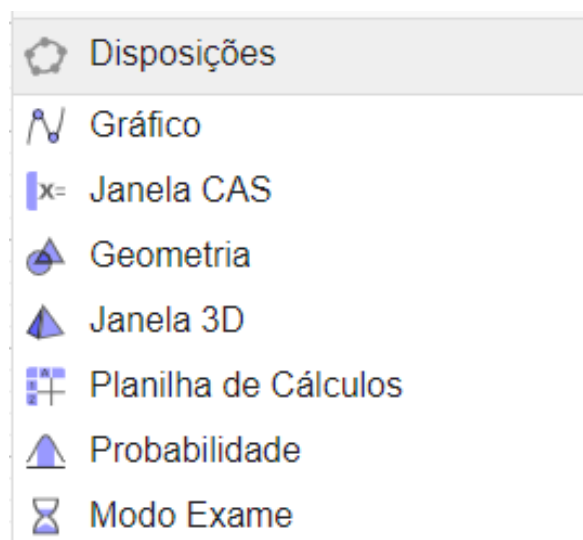 Disposições
Gráfico
x= Janela CAS
Geometria
Janela 3D
Planilha de Cálculos
Probabilidade
Modo Exame